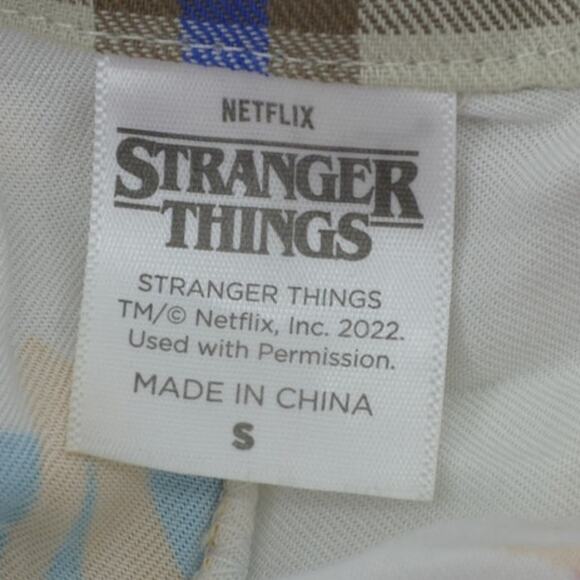 NETFLIX
STRANGER
THINGS
STRANGER THINGS
TM/© Netflix, Inc. 2022.
Used with Permission.
MADE IN CHINA
S